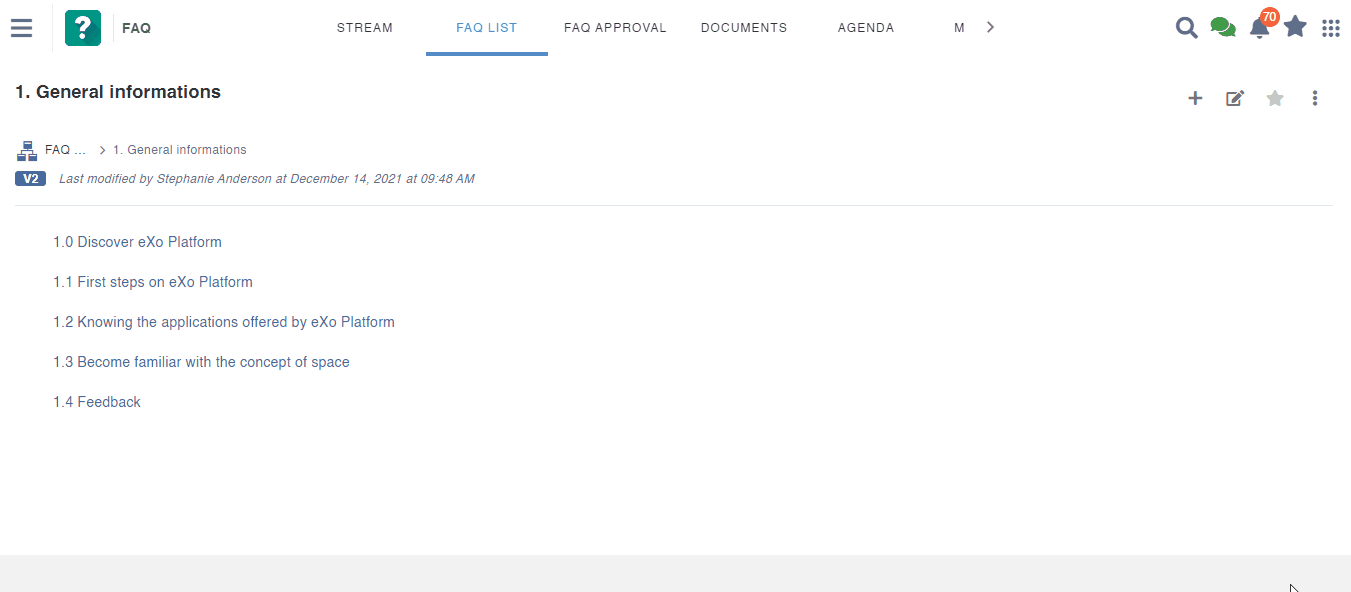 ? FAQ STREAM FAQ LIST FAQ APPROVAL DOCUMENTS AGENDA M 70
1. General informations
FAQ ... > 1. General informations
V2 Last modified by Stephanie Anderson at December 14, 2021 at 09:48 AM
1.0 Discover eXo Platform
1.1 First steps on eXo Platform
1.2 Knowing the applications offered by eXo Platform
1.3 Become familiar with the concept of space
1.4 Feedback